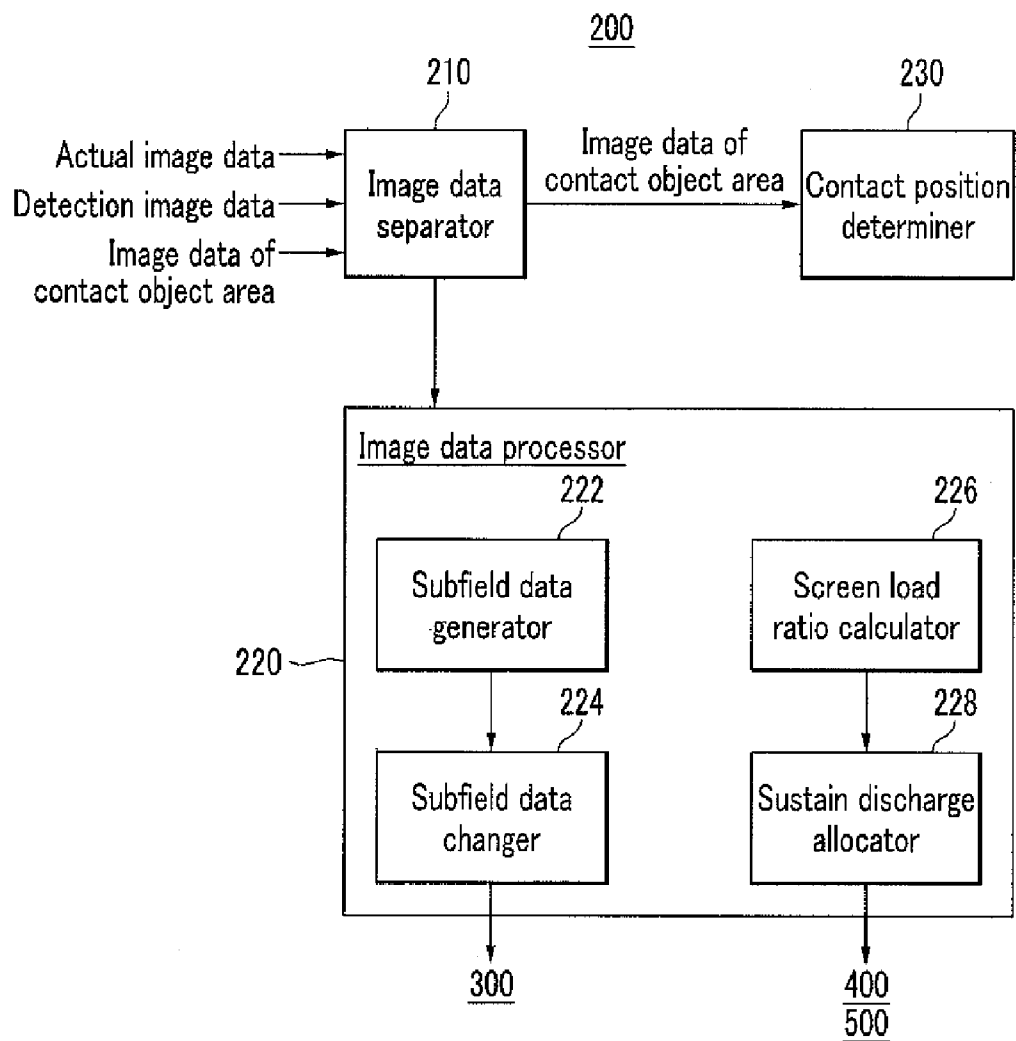 200
210
230
Actual image data
Detection image data
Image data of
contact object area
Image data
separator
Image data of
contact object area
Contact position
determiner
Image data processor
222
226
Subfield data
generator
Screen load
ratio calculator
220
224
228
Subfield data
changer
Sustain discharge
allocator
300
400
500